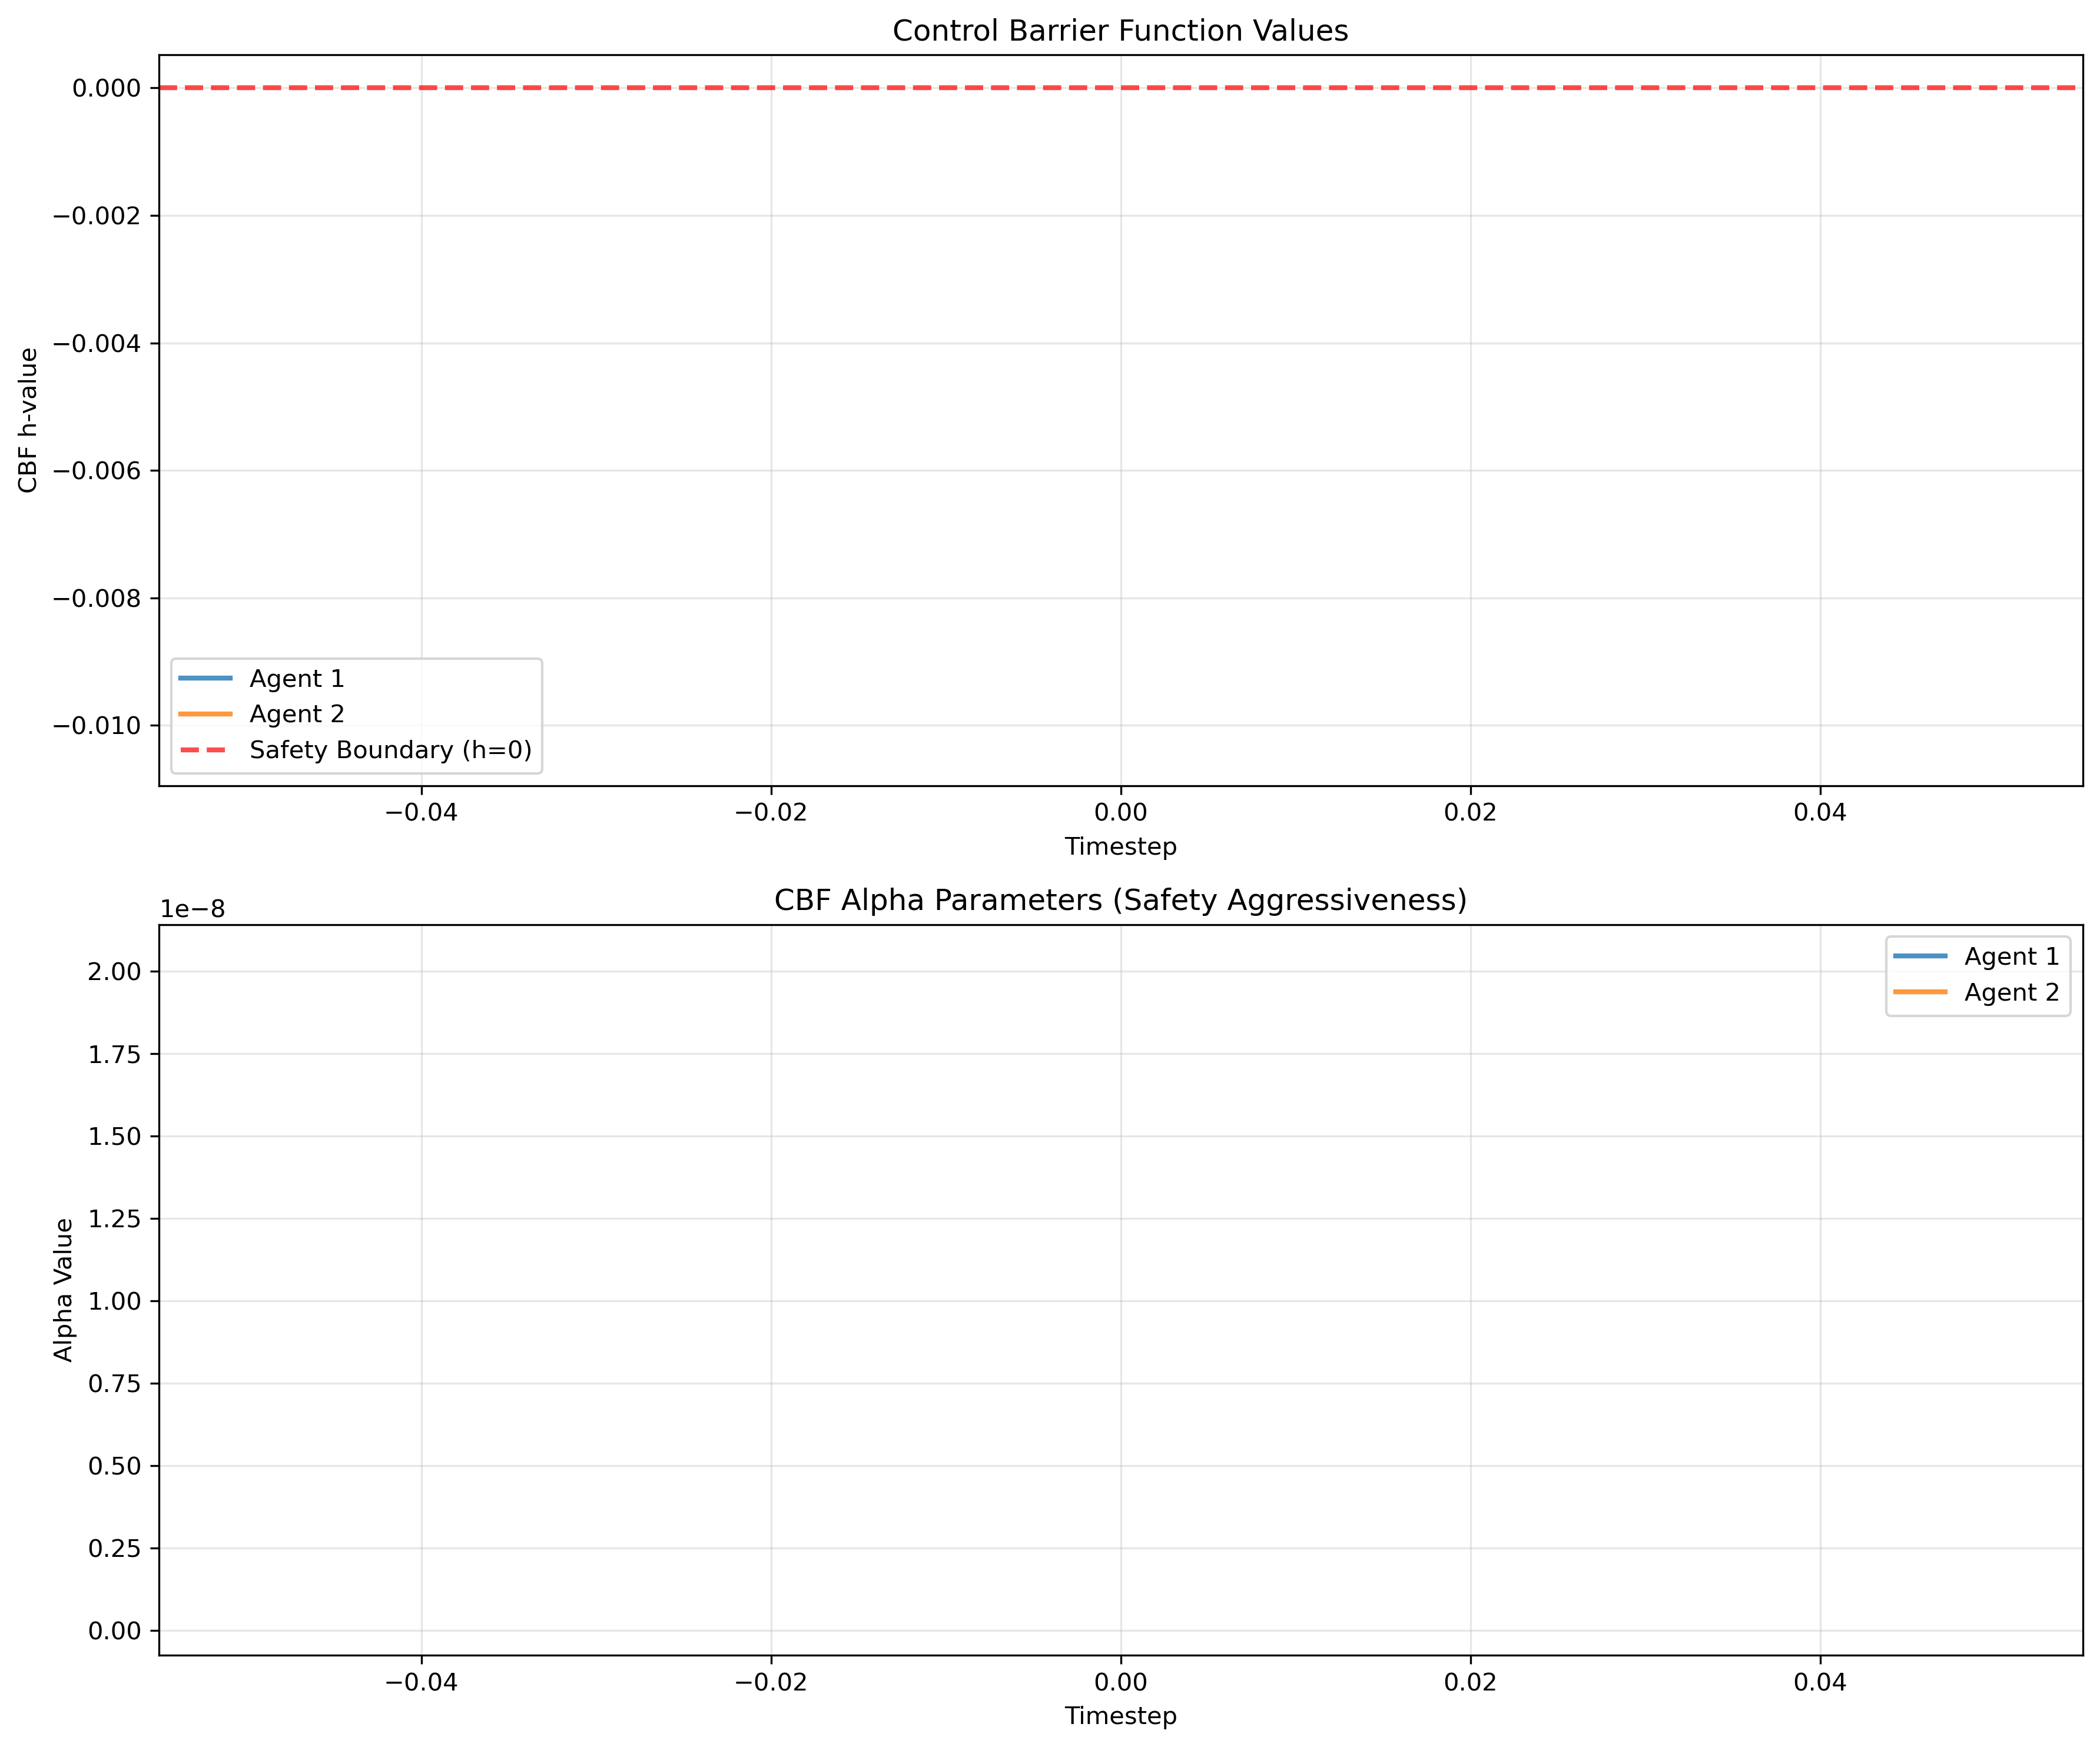 Control Barrier Function Values
0.000
−0.002
−0.004
−0.006
−0.008
−0.010
CBF h-value
Agent 1
Agent 2
Safety Boundary (h=0)
−0.04
−0.02
0.00
0.02
0.04
Timestep
CBF Alpha Parameters (Safety Aggressiveness)
1e−8
2.00
1.75
1.50
1.25
1.00
0.75
0.50
0.25
0.00
Alpha Value
Agent 1
Agent 2
−0.04
−0.02
0.00
0.02
0.04
Timestep